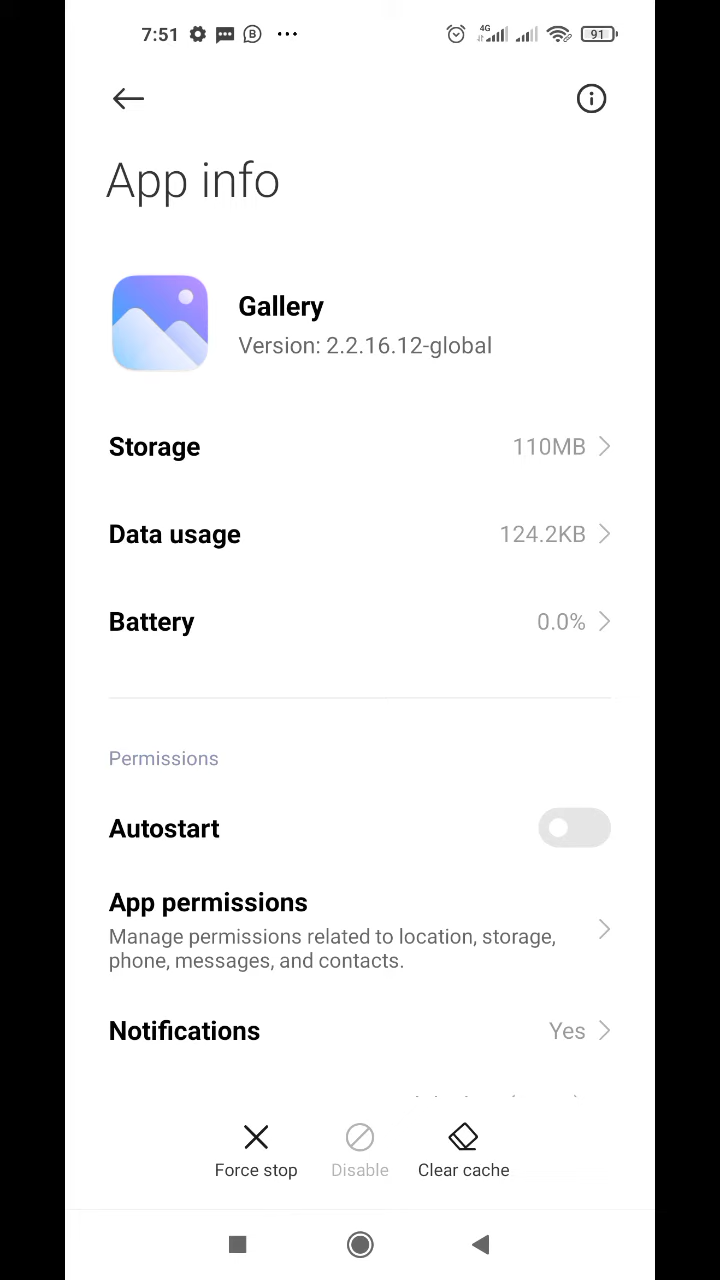 7:51 B ... 4G 91
App info
Gallery
Version: 2.2.16.12-global
Storage 110MB
Data usage 124.2KB
Battery 0.0%
Permissions
Autostart
App permissions
Manage permissions related to location, storage,
phone, messages, and contacts.
Notifications Yes
Force stop Disable Clear cache